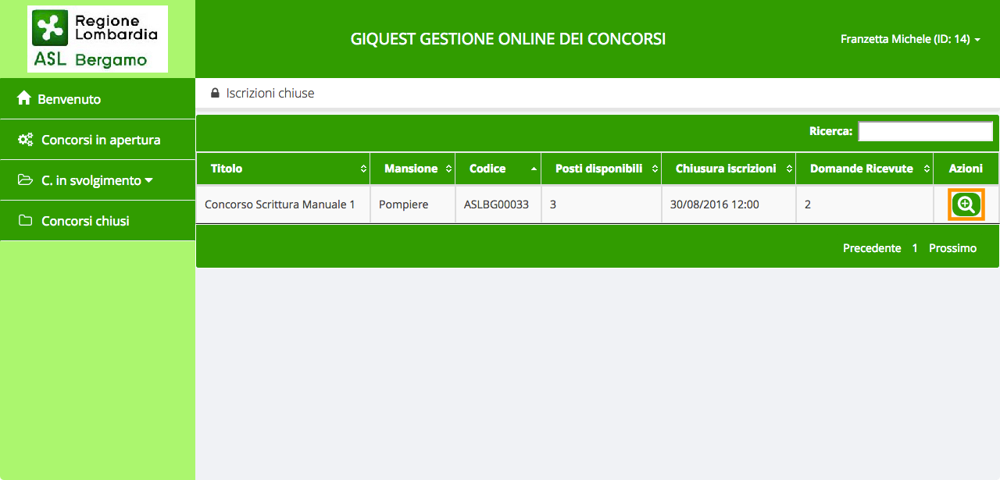 Regione
Lombardia
ASL Bergamo
GIQUEST GESTIONE ONLINE DEI CONCORSI
Franzetta Michele (ID: 14)
Benvenuto
Concorsi in apertura
C. in svolgimento
Concorsi chiusi
Iscrizioni chiuse
Ricerca:
Titolo Mansione Codice Posti disponibili Chiusura iscrizioni Domande Ricevute Azioni
Concorso Scrittura Manuale 1 Pompiere ASLBG00033 3 30/08/2016 12:00 2
Precedente 1 Prossimo